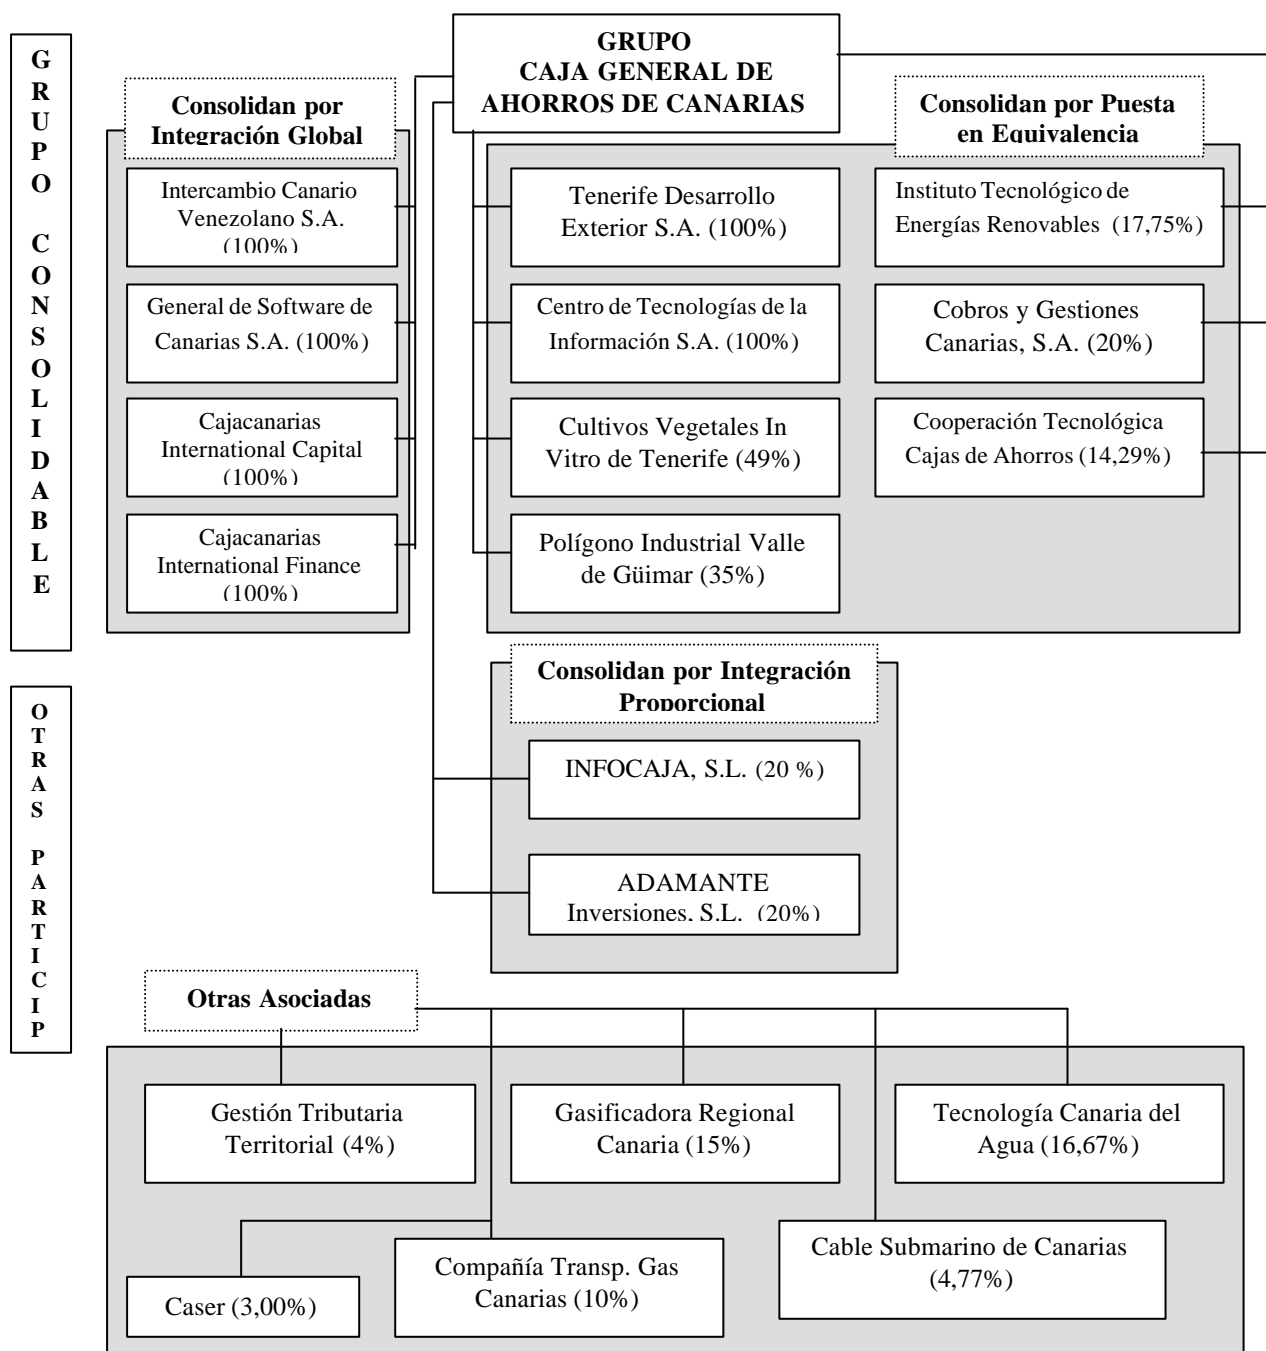 GRUPO
CAJA GENERAL DE
AHORROS DE CANARIAS
GRUPO CONSOLIDABLE
Consolidan por
Integración Global
Intercambio Canario
Venezolano S.A.
(100%)
General de Software de
Canarias S.A. (100%)
Cajacanarias
International Capital
(100%)
Cajacanarias
International Finance
(100%)
Consolidan por Puesta
en Equivalencia
Tenerife Desarrollo
Exterior S.A. (100%)
Centro de Tecnologías de la
Información S.A. (100%)
Cultivos Vegetales In
Vitro de Tenerife (49%)
Polígono Industrial Valle
de Güimar (35%)
Instituto Tecnológico de
Energías Renovables (17,75%)
Cobros y Gestiones
Canarias, S.A. (20%)
Cooperación Tecnológica
Cajas de Ahorros (14,29%)
Consolidan por Integración
Proporcional
INFOCAJA, S.L. (20 %)
ADAMANTE
Inversiones, S.L. (20%)
OTRAS PARTICIP
Otras Asociadas
Gestión Tributaria
Territorial (4%)
Gasificadora Regional
Canaria (15%)
Tecnología Canaria del
Agua (16,67%)
Caser (3,00%)
Compañía Transp. Gas
Canarias (10%)
Cable Submarino de Canarias
(4,77%)